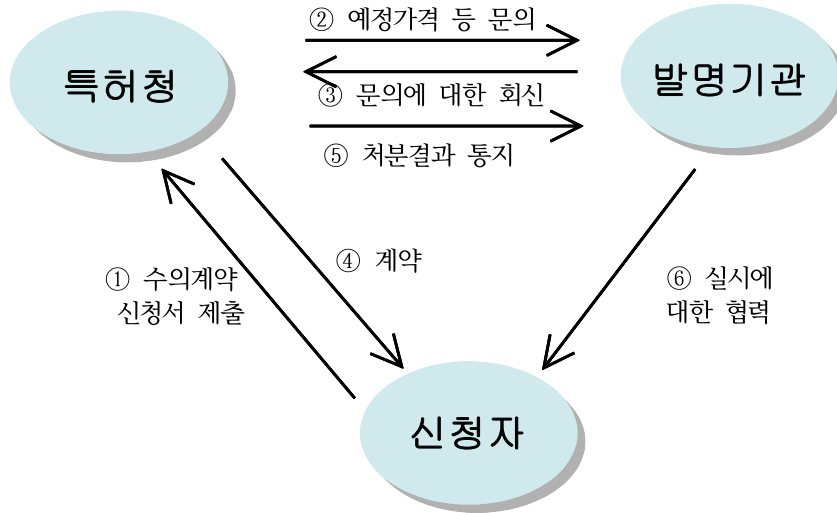 ② 예정가격 등 문의
특허청
발명기관
③ 문의에 대한 회신
⑤ 처분결과 통지
① 수의계약
신청서 제출
④ 계약
⑥ 실시에
대한 협력
신청자